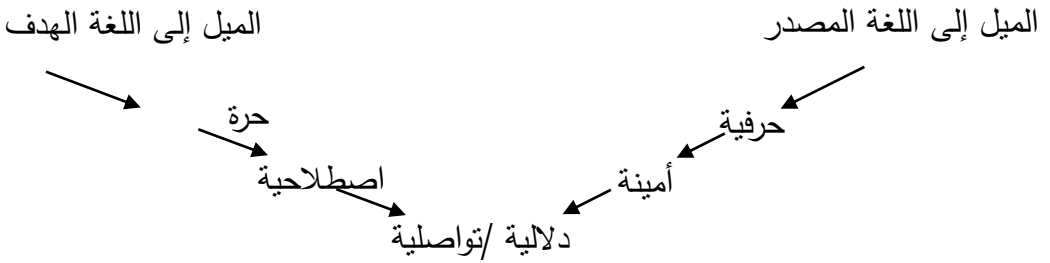 الميل إلى اللغة المصدر الميل إلى اللغة الهدف
حرفية حرة
أمينة اصطلاحية
دلالية /تواصلية